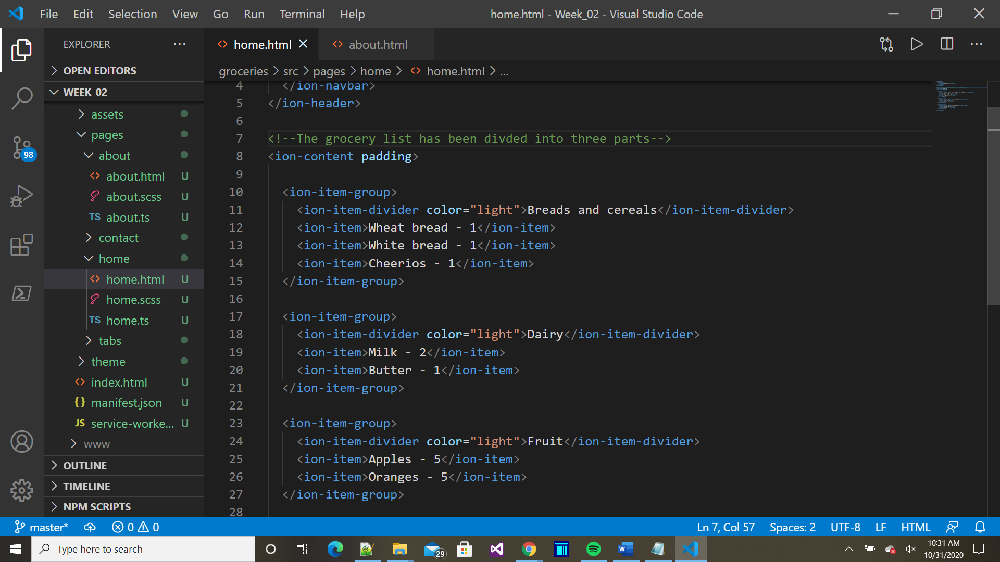 File Edit Selection View Go Run Terminal Help home.html - Week_02 - Visual Studio Code
EXPLORER
OPEN EDITORS
WEEK_02
assets
pages
about
about.html U
about.scss U
TS about.ts U
contact
home
home.html U
home.scss U
TS home.ts U
tabs
theme
index.html U
{} manifest.json U
JS service-worke... U
www
OUTLINE
TIMELINE
NPM SCRIPTS
98
home.html about.html
groceries > src > pages > home > home.html > ...
4 </ion-navbar>
5 </ion-header>
6
7 <!--The grocery list has been divded into three parts-->
8 <ion-content padding>
9
10 <ion-item-group>
11 <ion-item-divider color="light">Breads and cereals</ion-item-divider>
12 <ion-item>Wheat bread - 1</ion-item>
13 <ion-item>White bread - 1</ion-item>
14 <ion-item>Cheerios - 1</ion-item>
15 </ion-item-group>
16
17 <ion-item-group>
18 <ion-item-divider color="light">Dairy</ion-item-divider>
19 <ion-item>Milk - 2</ion-item>
20 <ion-item>Butter - 1</ion-item>
21 </ion-item-group>
22
23 <ion-item-group>
24 <ion-item-divider color="light">Fruit</ion-item-divider>
25 <ion-item>Apples - 5</ion-item>
26 <ion-item>Oranges - 5</ion-item>
27 </ion-item-group>
28
master* 0 0 Ln 7, Col 57 Spaces: 2 UTF-8 LF HTML
Type here to search 29 10:31 AM
10/31/2020